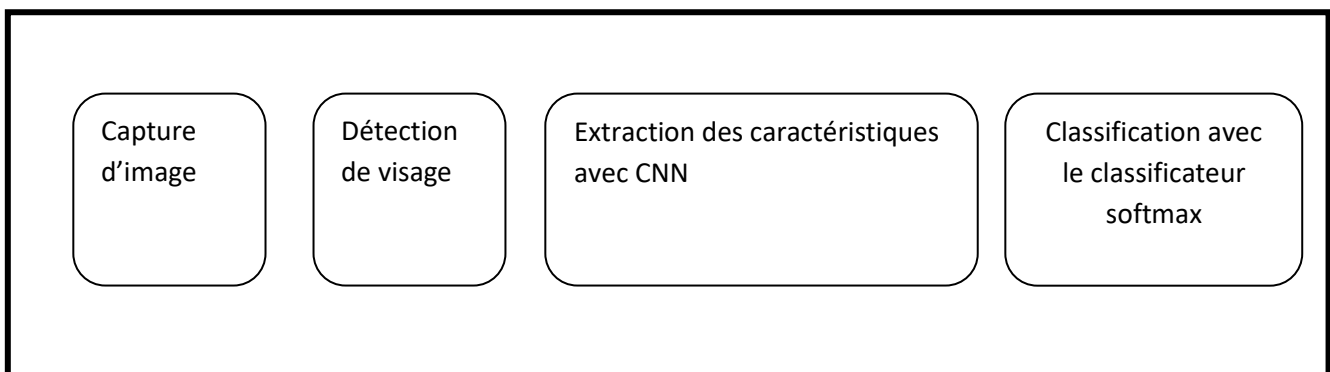 Capture
d’image
Détection
de visage
Extraction des caractéristiques
avec CNN
Classification avec
le classificateur
softmax